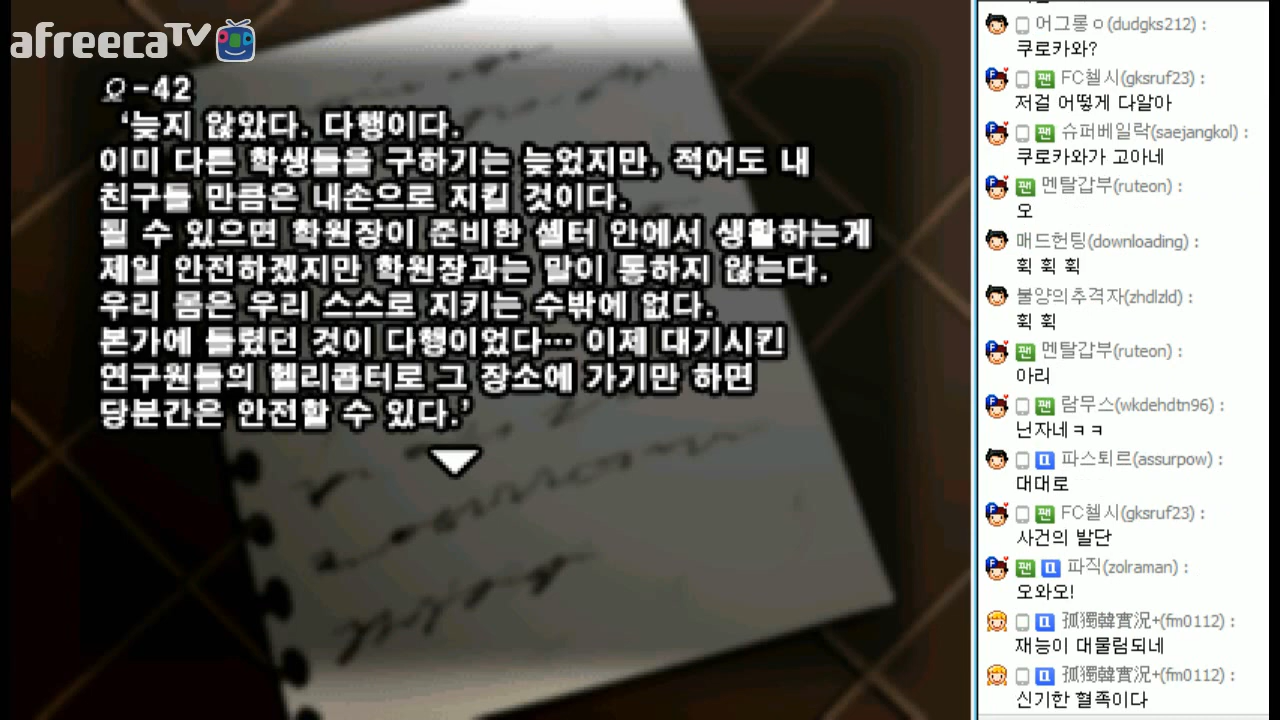 afreecaTV
Ω-42
‘늦지 않았다. 다행이다.
이미 다른 학생들을 구하기는 늦었지만, 적어도 내
친구들 만큼은 내손으로 지킬 것이다.
될 수 있으면 학원장이 준비한 셸터 안에서 생활하는게
제일 안전하겠지만 학원장과는 말이 통하지 않는다.
우리 몸은 우리 스스로 지키는 수밖에 없다.
본가에 들렀던 것이 다행이었다… 이제 대기시킨
연구원들의 헬리콥터로 그 장소에 가기만 하면
당분간은 안전할 수 있다.’
어그롱ㅇ(dudgks212) :
쿠로카와?
팬 FC첼시(gksruf23) :
저걸 어떻게 다알아
팬 슈퍼베일락(saejangkol) :
쿠로카와가 고아네
팬 멘탈갑부(ruteon) :
오
매드헌팅(downloading) :
휙 휙 휙
불양의추격자(zhdlzld) :
휙 휙
팬 멘탈갑부(ruteon) :
아리
팬 람무스(wkdehdtn96) :
닌자네ㅋㅋ
파스퇴르(assurpow) :
대대로
팬 FC첼시(gksruf23) :
사건의 발단
팬 파직(zolraman) :
오와오!
孤獨韓實況+(fm0112) :
재능이 대물림되네
孤獨韓實況+(fm0112) :
신기한 혈족이다